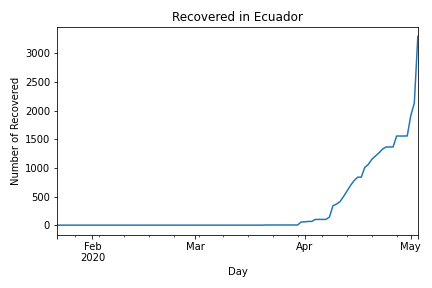 Recovered in Ecuador
Number of Recovered
3000
2500
2000
1500
1000
500
0
Feb
2020
Mar
Apr
May
Day